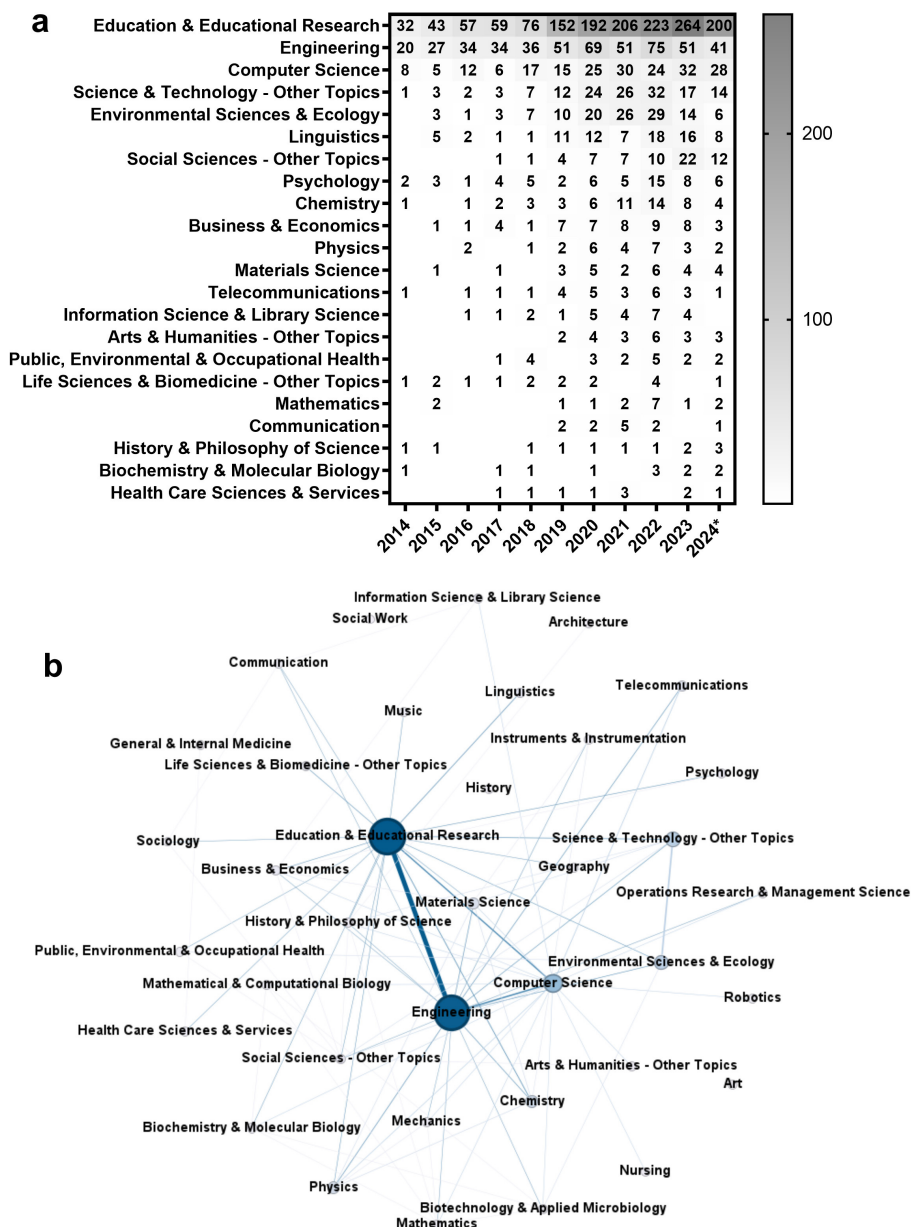 a
Education & Educational Research 32 43 57 59 76 152 192 206 223 264 200
Engineering 20 27 34 34 36 51 69 51 75 51 41
Computer Science 8 5 12 6 17 15 25 30 24 32 28
Science & Technology - Other Topics 1 3 2 3 7 12 24 26 32 17 14
Environmental Sciences & Ecology 3 1 3 7 10 20 26 29 14 6
Linguistics 5 2 1 1 11 12 7 18 16 8
Social Sciences - Other Topics 1 1 4 7 7 10 22 12
Psychology 2 3 1 4 5 2 6 5 15 8 6
Chemistry 1 1 2 3 3 6 11 14 8 4
Business & Economics 1 1 4 1 7 7 8 9 8 3
Physics 2 1 2 6 4 7 3 2
Materials Science 1 1 3 5 2 6 4 4
Telecommunications 1 1 1 1 4 5 3 6 3 1
Information Science & Library Science 1 1 2 1 5 4 7 4
Arts & Humanities - Other Topics 2 4 3 6 3 3
Public, Environmental & Occupational Health 1 4 3 2 5 2 2
Life Sciences & Biomedicine - Other Topics 1 2 1 1 2 2 2 4 1
Mathematics 2 1 1 2 7 1 2
Communication 2 2 5 2 1
History & Philosophy of Science 1 1 1 1 1 1 1 2 3
Biochemistry & Molecular Biology 1 1 1 1 3 2 2
Health Care Sciences & Services 1 1 1 1 3 2 1
2014 2015 2016 2017 2018 2019 2020 2021 2022 2023 2024*
200
100
b
Information Science & Library Science
Social Work
Architecture
Communication
Linguistics
Telecommunications
Music
Instruments & Instrumentation
General & Internal Medicine
Life Sciences & Biomedicine - Other Topics
Psychology
History
Education & Educational Research
Science & Technology - Other Topics
Sociology
Business & Economics
Geography
Operations Research & Management Science
Materials Science
History & Philosophy of Science
Public, Environmental & Occupational Health
Environmental Sciences & Ecology
Mathematical & Computational Biology
Computer Science
Robotics
Engineering
Health Care Sciences & Services
Social Sciences - Other Topics
Arts & Humanities - Other Topics
Art
Chemistry
Mechanics
Biochemistry & Molecular Biology
Nursing
Physics
Biotechnology & Applied Microbiology
Mathematics